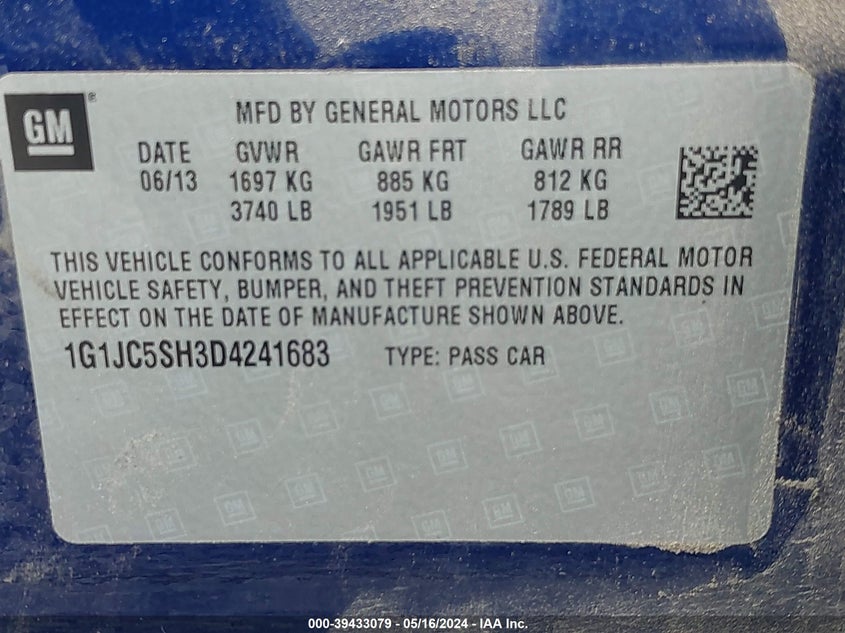 GM®
MFD BY GENERAL MOTORS LLC
DATE GVWR GAWR FRT GAWR RR
06/13 1697 KG 885 KG 812 KG
3740 LB 1951 LB 1789 LB
THIS VEHICLE CONFORMS TO ALL APPLICABLE U.S. FEDERAL MOTOR
VEHICLE SAFETY, BUMPER, AND THEFT PREVENTION STANDARDS IN
EFFECT ON THE DATE OF MANUFACTURE SHOWN ABOVE.
1G1JC5SH3D4241683 TYPE: PASS CAR
000-39433079 - 05/16/2024 - IAA Inc.